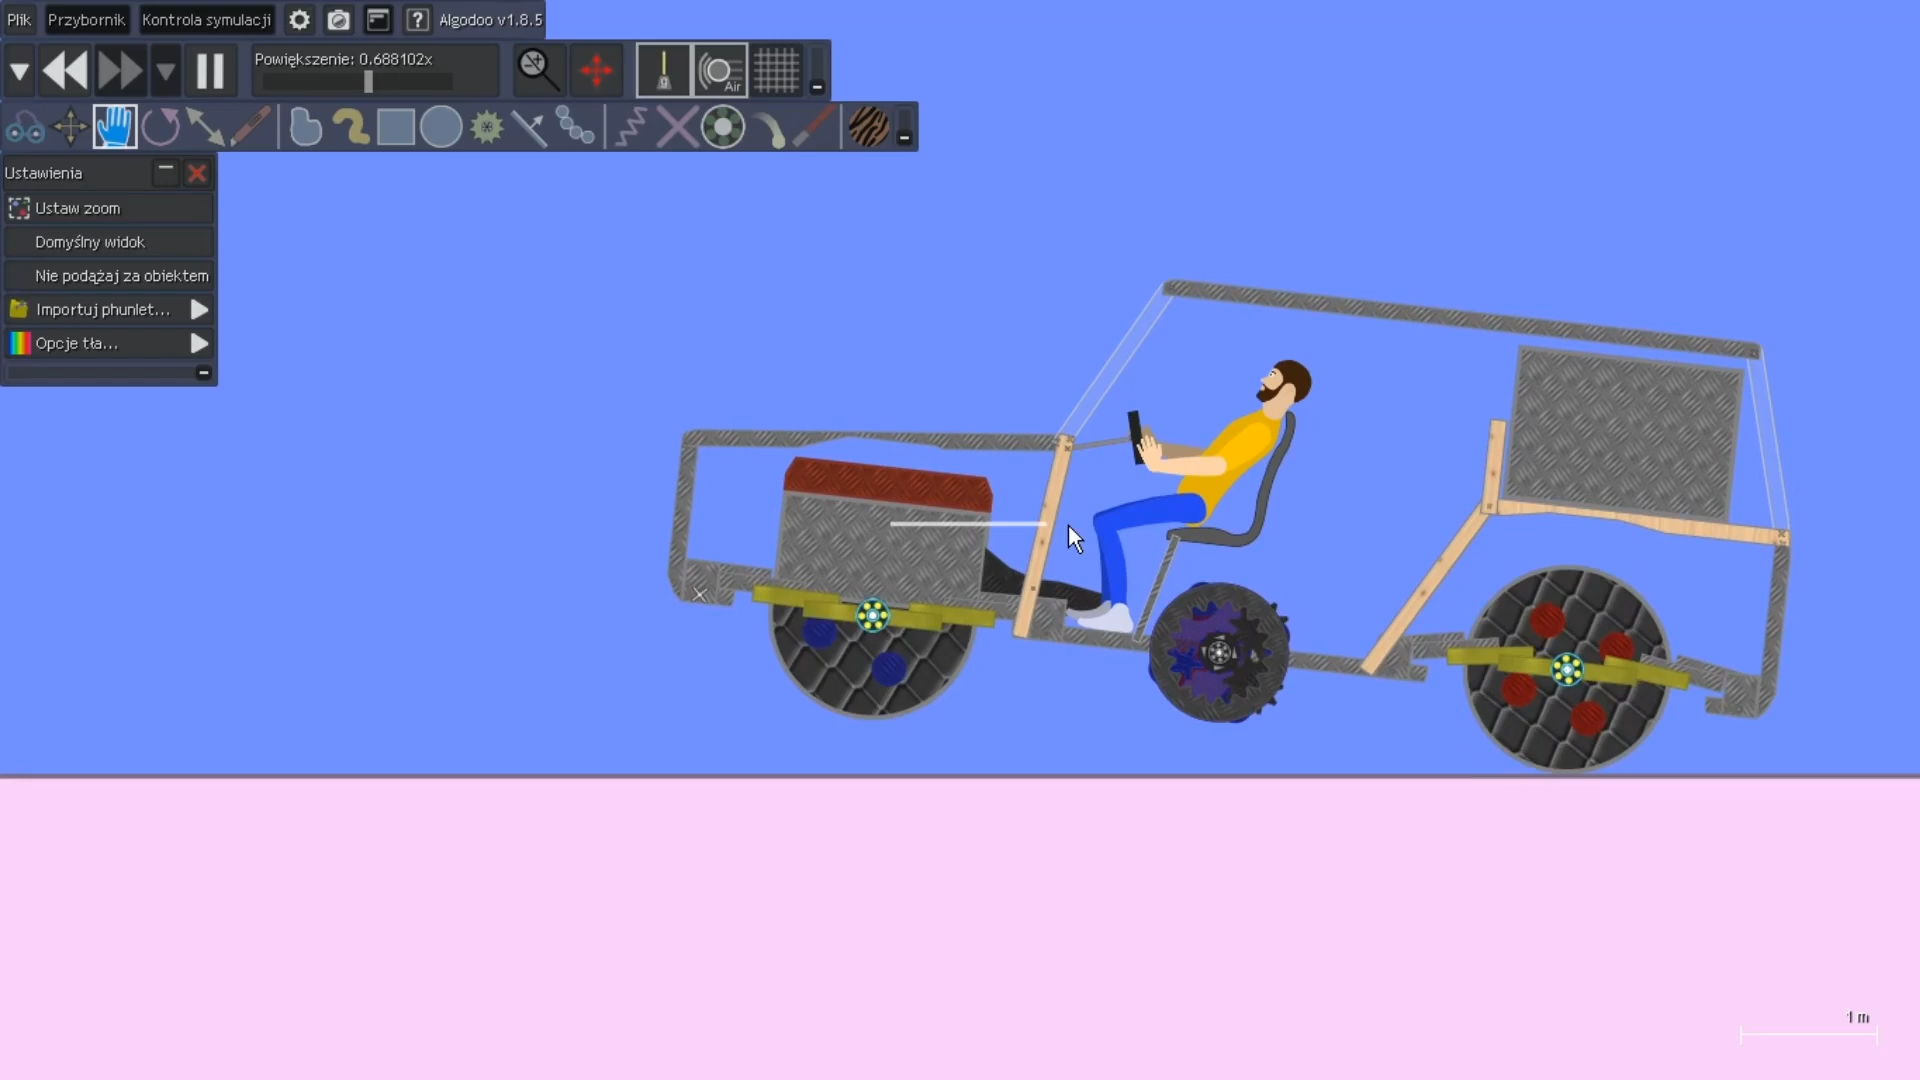 Plik Przybornik Kontrola symulacji ? Algodoo v1.8.5
Powiększenie: 0.688102x
Air
Ustawienia
Ustaw zoom
Domyślny widok
Nie podążaj za obiektem
Importuj phunlet...
Opcje tła...
1 m